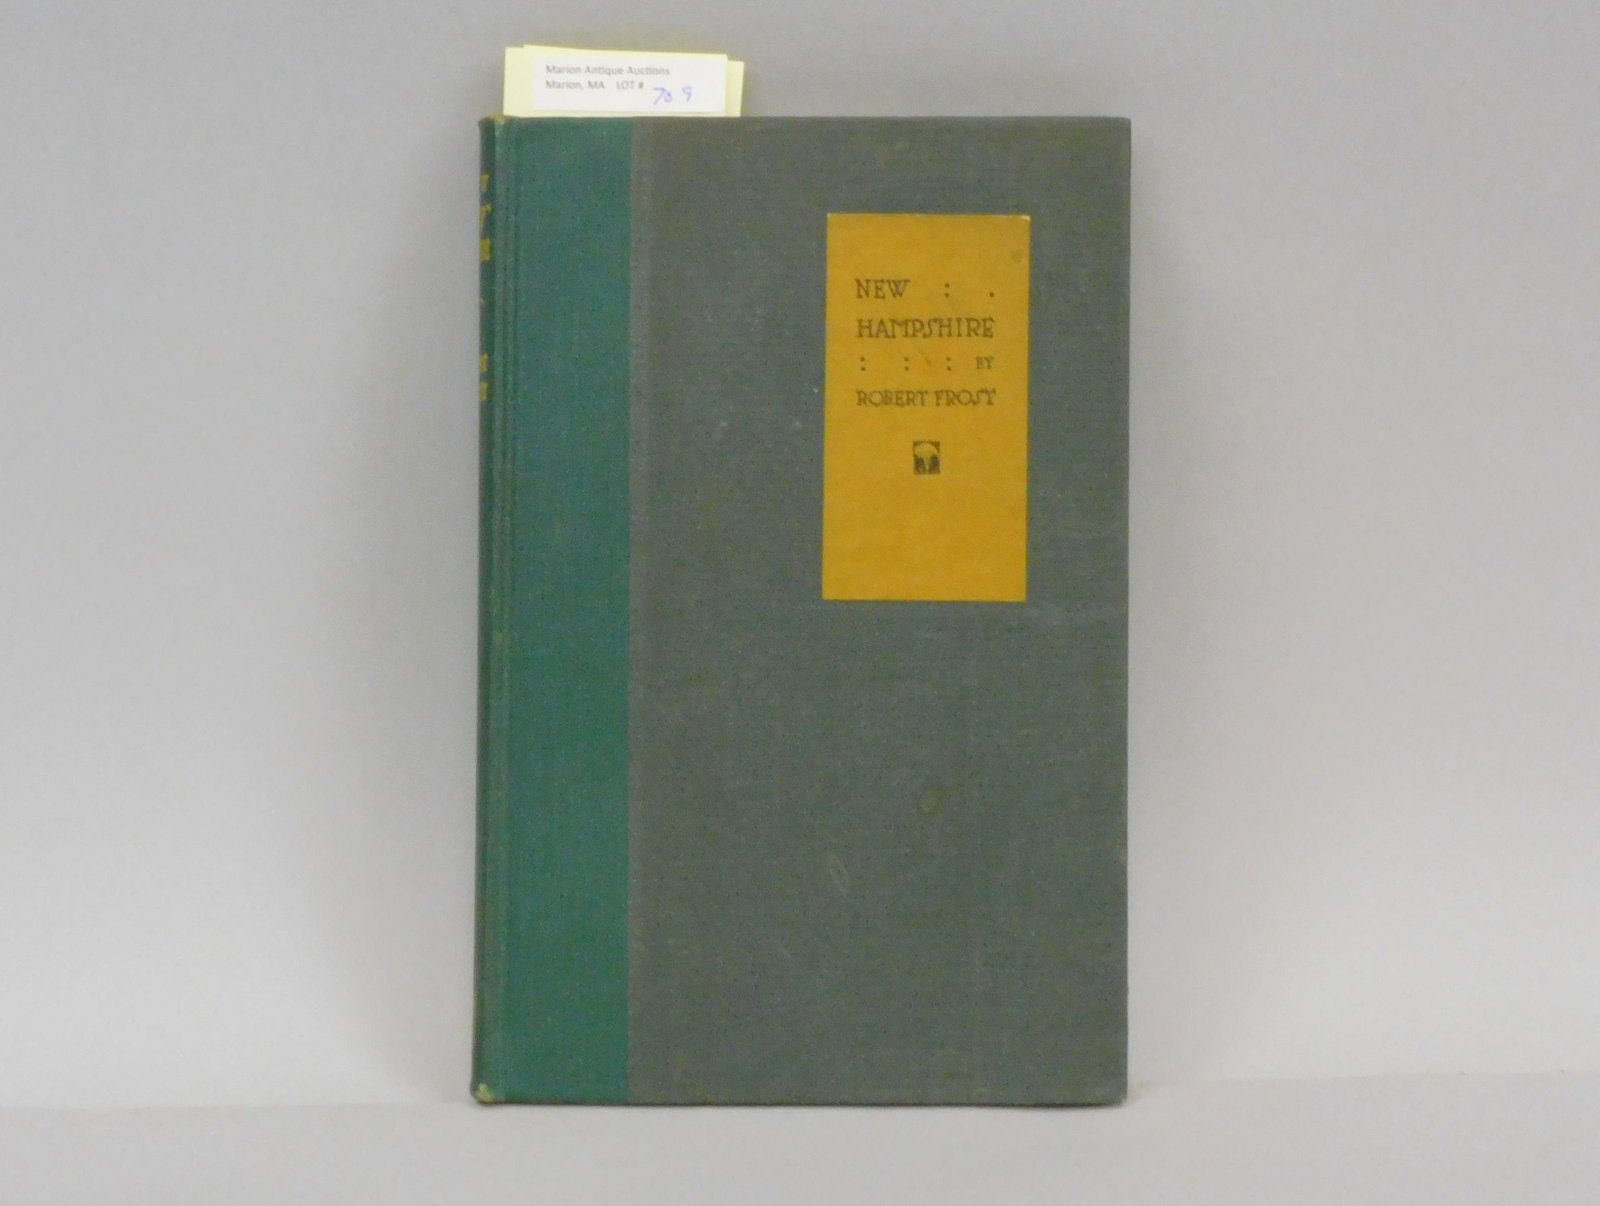 Marion Antique Auctions
Marion, MA LOT # 709
NEW : .
HAMPSHIRE
: : : BY
ROBERT FROST